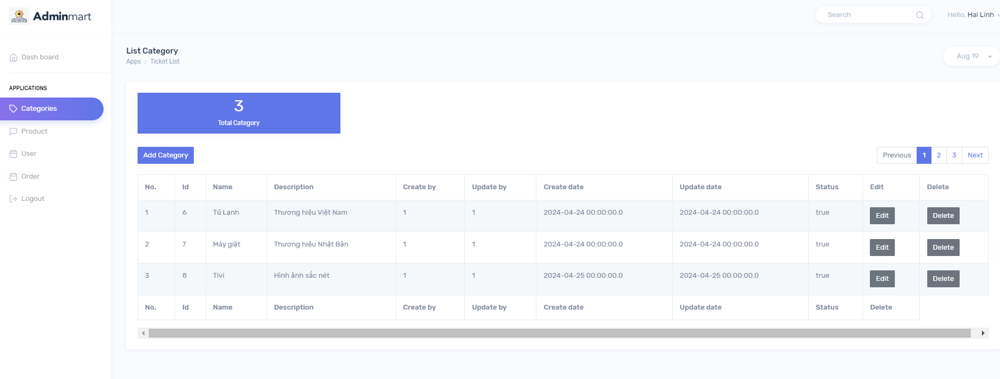 Adminmart
Search
Hello, Hai Linh
Dash board
APPLICATIONS
Categories
Product
User
Order
Logout
List Category
Apps / Ticket List
Aug 19
3
Total Category
Add Category
Previous 1 2 3 Next
No. Id Name Description Create by Update by Create date Update date Status Edit Delete
1 6 Tủ Lạnh Thương hiệu Việt Nam 1 1 2024-04-24 00:00:00.0 2024-04-24 00:00:00.0 true Edit Delete
2 7 Máy giặt Thương hiệu Nhật Bản 1 1 2024-04-24 00:00:00.0 2024-04-24 00:00:00.0 true Edit Delete
3 8 Tivi Hình ảnh sắc nét 1 1 2024-04-25 00:00:00.0 2024-04-25 00:00:00.0 true Edit Delete
No. Id Name Description Create by Update by Create date Update date Status Delete